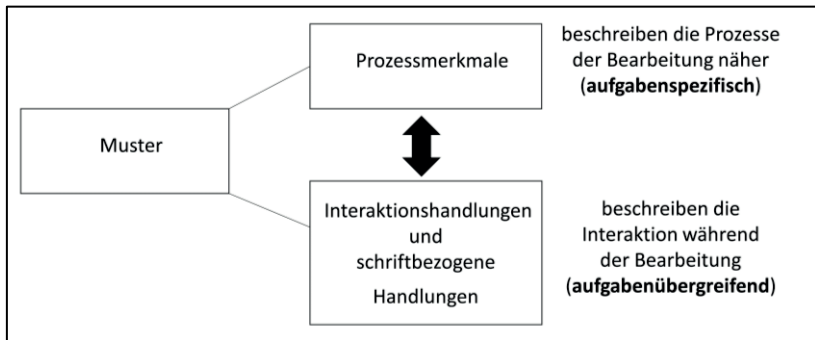 Muster
Prozessmerkmale
beschreiben die Prozesse
der Bearbeitung näher
(aufgabenspezifisch)
Interaktionshandlungen
und
schriftbezogene
Handlungen
beschreiben die
Interaktion während
der Bearbeitung
(aufgabenübergreifend)